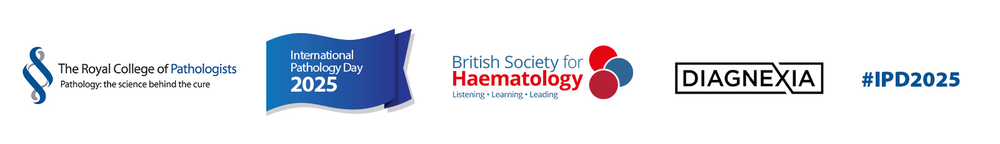 The Royal College of Pathologists
Pathology: the science behind the cure
International
Pathology Day
2025
British Society for
Haematology
Listening • Learning • Leading
DIAGNEXIA
#IPD2025